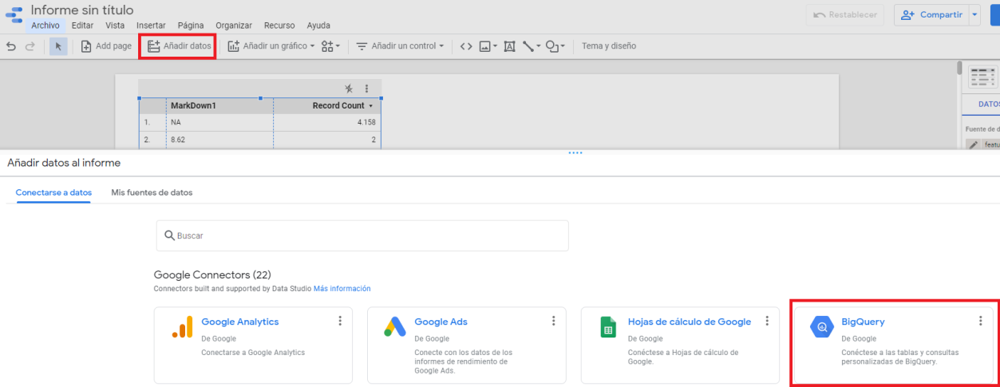 Informe sin título
Restablecer
Compartir
Archivo Editar Vista Insertar Página Organizar Recurso Ayuda
Add page Añadir datos Añadir un gráfico Añadir un control Tema y diseño
MarkDown1 Record Count
1. NA 4.158
2. 8.62 2
DATOS
Fuente de d
featu
Añadir datos al informe
Conectarse a datos Mis fuentes de datos
Buscar
Google Connectors (22)
Connectors built and supported by Data Studio Más información
Google Analytics
De Google
Conectarse a Google Analytics
Google Ads
De Google
Conecte con los datos de los
informes de rendimiento de
Google Ads.
Hojas de cálculo de Google
De Google
Conéctese a Hojas de cálculo de
Google.
BigQuery
De Google
Conéctese a las tablas y consultas
personalizadas de BigQuery.